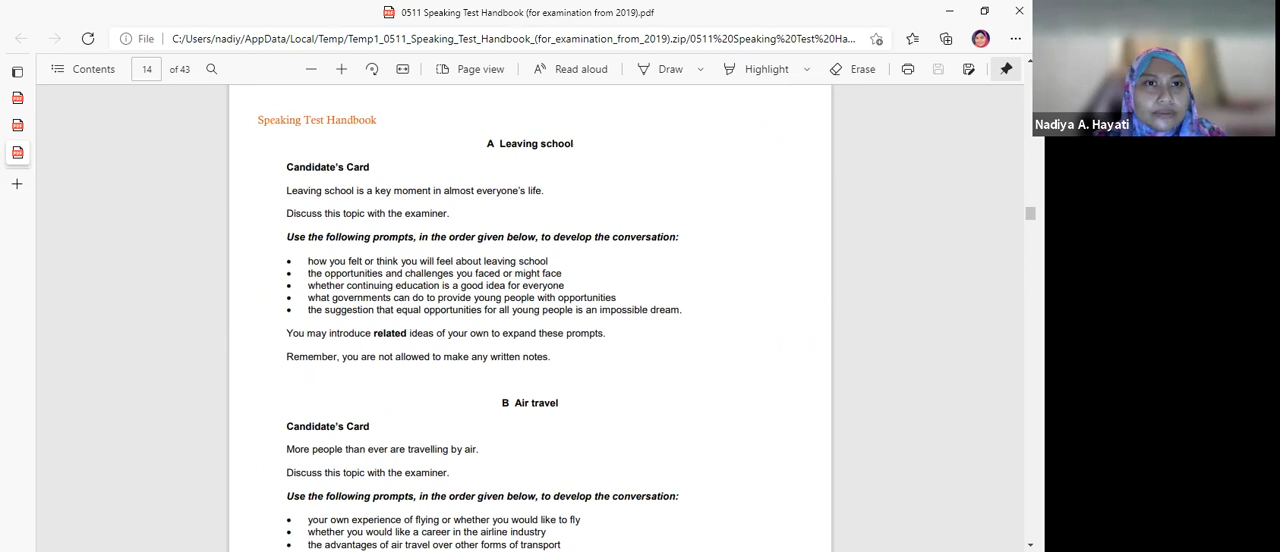 0511 Speaking Test Handbook (for examination from 2019).pdf
File
C:/Users/nadiy/AppData/Local/Temp/Temp1_0511_Speaking_Test_Handbook_(for_examination_from_2019).zip/0511%20Speaking%20Test%20Ha...
Contents
14 of 43
Page view
Read aloud
Draw
Highlight
Erase
Nadiya A. Hayati
Speaking Test Handbook
A Leaving school
Candidate's Card
Leaving school is a key moment in almost everyone's life.
Discuss this topic with the examiner.
Use the following prompts, in the order given below, to develop the conversation:
• how you felt or think you will feel about leaving school
• the opportunities and challenges you faced or might face
• whether continuing education is a good idea for everyone
• what governments can do to provide young people with opportunities
• the suggestion that equal opportunities for all young people is an impossible dream.
You may introduce related ideas of your own to expand these prompts.
Remember, you are not allowed to make any written notes.
B Air travel
Candidate's Card
More people than ever are travelling by air.
Discuss this topic with the examiner.
Use the following prompts, in the order given below, to develop the conversation:
• your own experience of flying or whether you would like to fly
• whether you would like a career in the airline industry
• the advantages of air travel over other forms of transport